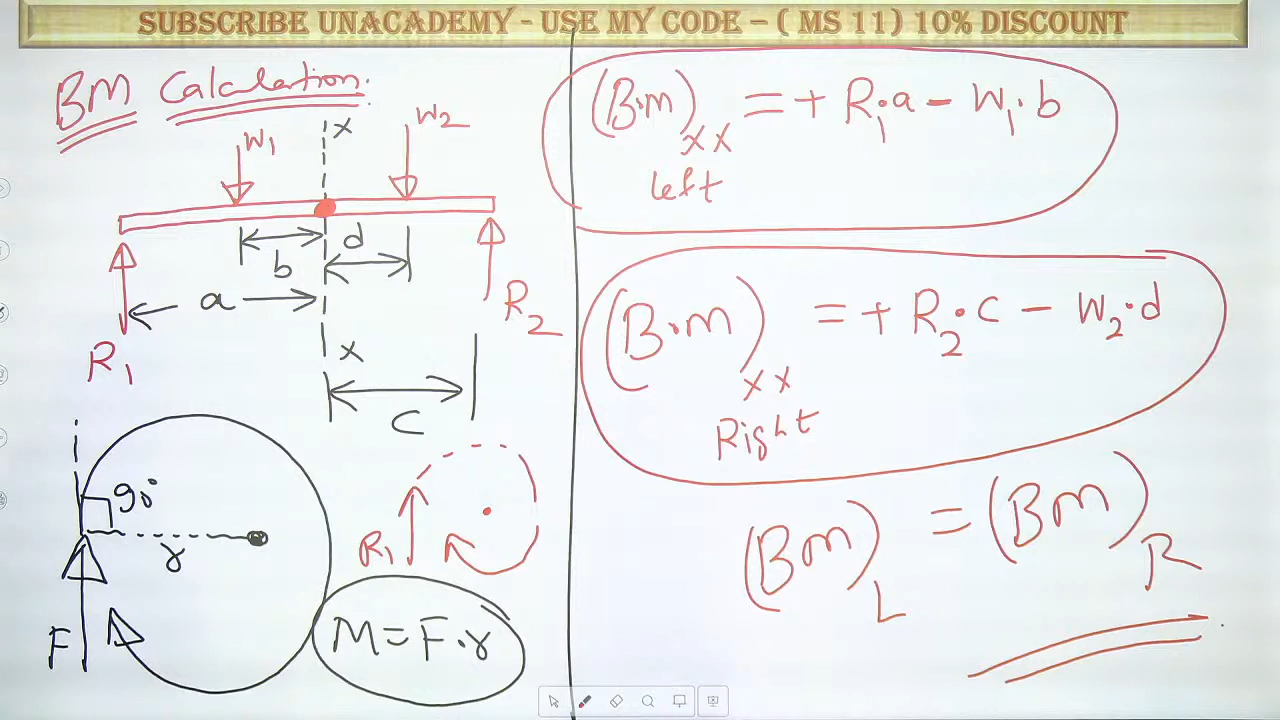 SUBSCRIBE UNACADEMY - USE MY CODE – ( MS 11) 10% DISCOUNT
BM Calculation:
W1
x
W2
b
d
a
R1
x
R2
c
90°
r
F
R1
M = F·r
(B·M)xx = + R1·a - W1·b
left
(B·M)xx = + R2·c - W2·d
Right
(BM)L = (BM)R